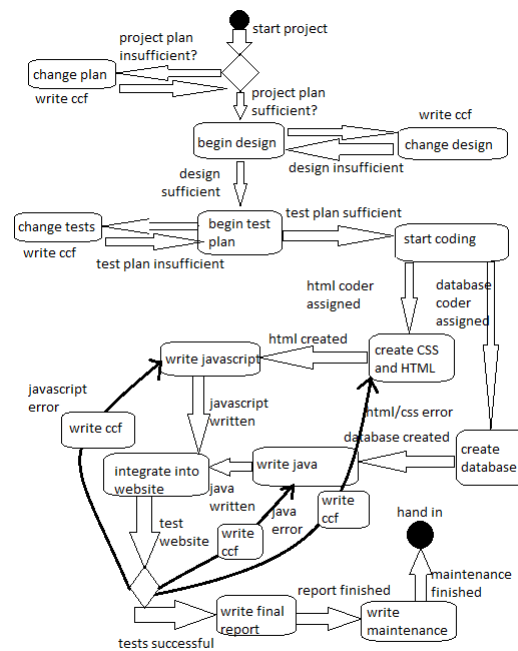 start project
project plan
insufficient?
change plan
write ccf
project plan
sufficient?
write ccf
begin design
change design
design insufficient
design
sufficient
change tests
begin test
plan
test plan sufficient
start coding
write ccf
test plan insufficient
html coder
assigned
database
coder
assigned
html created
write javascript
create CSS
and HTML
javascript
error
write ccf
javascript
written
html/css error
database created
integrate into
website
write java
create
database
java
written
test
website
write
ccf
java
error
write
ccf
hand in
report finished
maintenance
finished
write final
report
write
maintenance
tests successful